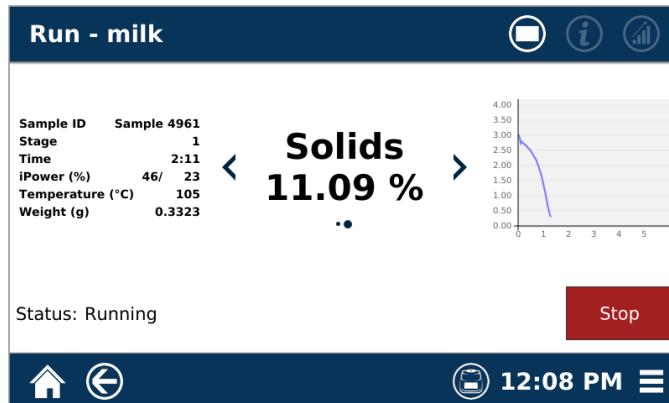 Run - milk
Sample ID Sample 4961
Stage 1
Time 2:11
iPower (%) 46/ 23
Temperature (°C) 105
Weight (g) 0.3323
Solids
11.09 %
4.00
3.50
3.00
2.50
2.00
1.50
1.00
0.50
0.00
0 1 2 3 4 5
Status: Running
Stop
12:08 PM